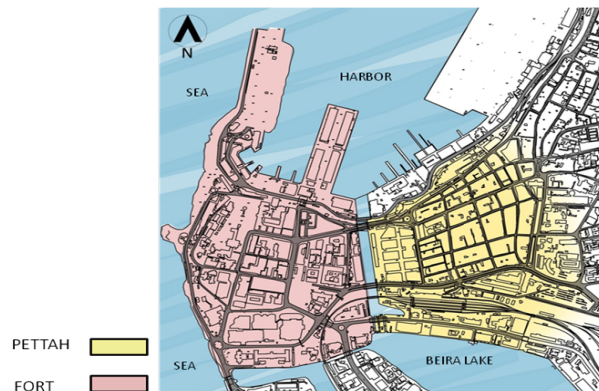 N
HARBOR
SEA
PETTAH
SEA
BEIRA LAKE
FORT